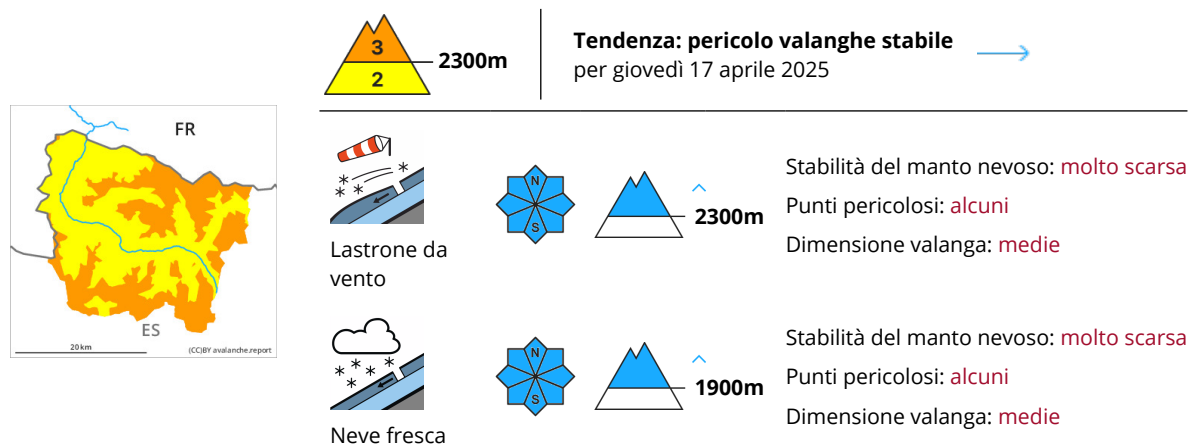 3
2
2300m
Tendenza: pericolo valanghe stabile
per giovedì 17 aprile 2025
FR
ES
20 km
(CC)BY avalanche.report
Lastrone da
vento
N
S
2300m
Stabilità del manto nevoso: molto scarsa
Punti pericolosi: alcuni
Dimensione valanga: medie
Neve fresca
N
S
1900m
Stabilità del manto nevoso: molto scarsa
Punti pericolosi: alcuni
Dimensione valanga: medie